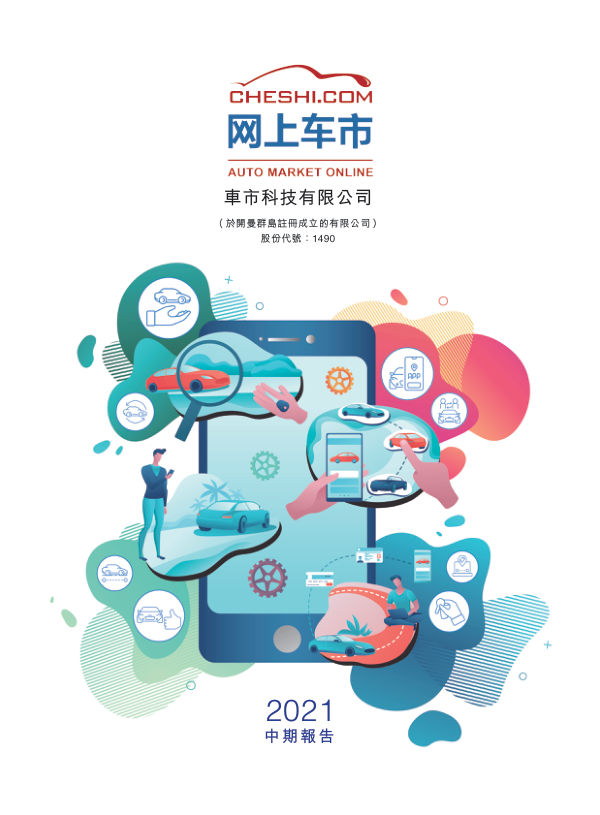 CHESHI.COM
网上车市
AUTO MARKET ONLINE
車市科技有限公司
（於開曼群島註冊成立的有限公司）
股份代號：1490
APP
2021
中期報告